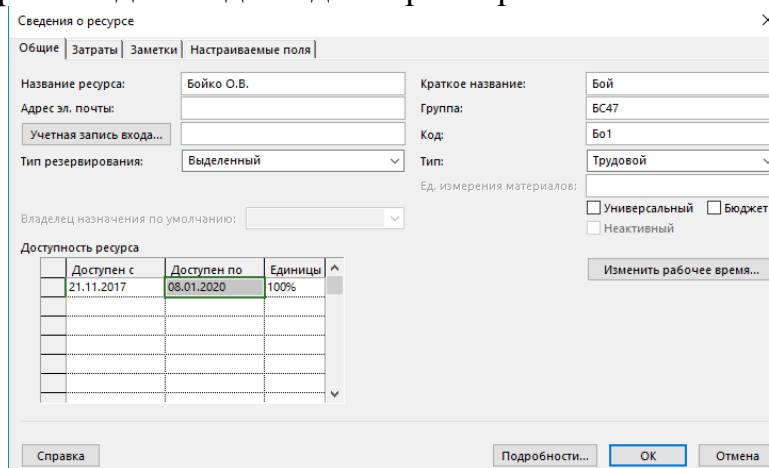 Сведения о ресурсе
Общие Затраты Заметки Настраиваемые поля
Название ресурса: Бойко О.В. Краткое название: Бой
Адрес эл. почты: Группа: БС47
Учетная запись входа... Код: Бо1
Тип резервирования: Выделенный Тип: Трудовой
Ед. измерения материалов:
Владелец назначения по умолчанию: Универсальный Бюджет
Неактивный
Доступность ресурса
Доступен с Доступен по Единицы Изменить рабочее время...
21.11.2017 08.01.2020 100%
Справка Подробности... ОК Отмена